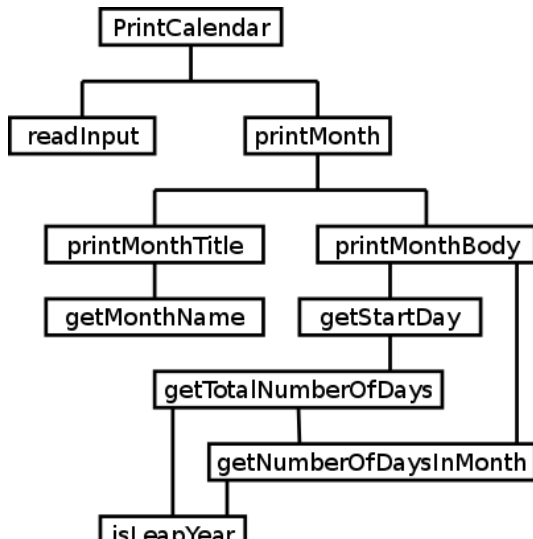 PrintCalendar
readInput
printMonth
printMonthTitle
printMonthBody
getMonthName
getStartDay
getTotalNumberOfDays
getNumberOfDaysInMonth
isLeapYear